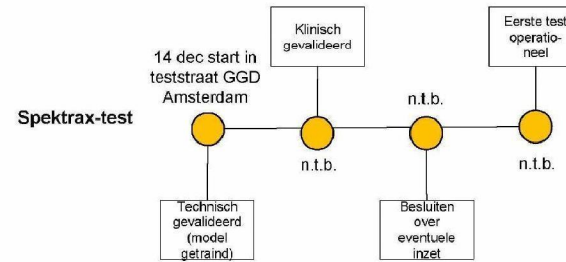 Spektrax-test
14 dec start in
teststraat GGD
Amsterdam
Technisch
gevalideerd
(model
getraind)
Klinisch
gevalideerd
n.t.b.
n.t.b.
Besluiten
over
eventuele
inzet
Eerste test
operatio-
neel
n.t.b.